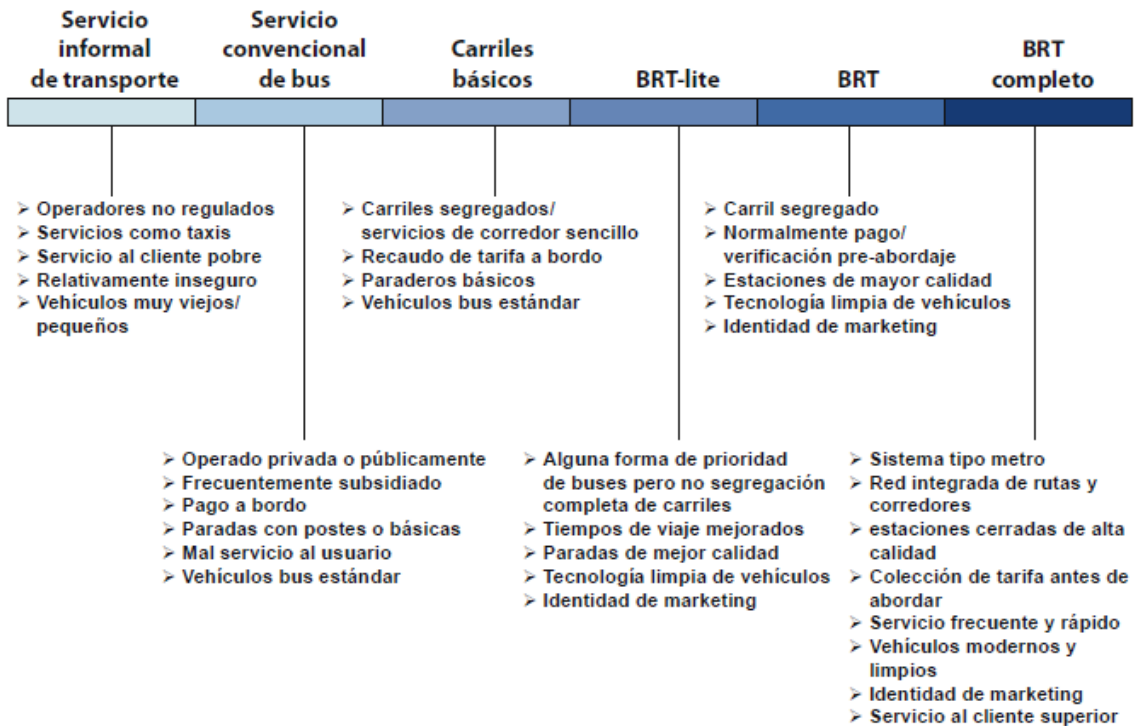 Servicio
informal
de transporte
Servicio
convencional
de bus
Carriles
básicos
BRT-lite
BRT
BRT
completo
➢ Operadores no regulados
➢ Servicios como taxis
➢ Servicio al cliente pobre
➢ Relativamente inseguro
➢ Vehículos muy viejos/
pequeños
➢ Carriles segregados/
servicios de corredor sencillo
➢ Recaudo de tarifa a bordo
➢ Paraderos básicos
➢ Vehículos bus estándar
➢ Carril segregado
➢ Normalmente pago/
verificación pre-abordaje
➢ Estaciones de mayor calidad
➢ Tecnología limpia de vehículos
➢ Identidad de marketing
➢ Operado privada o públicamente
➢ Frecuentemente subsidiado
➢ Pago a bordo
➢ Paradas con postes o básicas
➢ Mal servicio al usuario
➢ Vehículos bus estándar
➢ Alguna forma de prioridad
de buses pero no segregación
completa de carriles
➢ Tiempos de viaje mejorados
➢ Paradas de mejor calidad
➢ Tecnología limpia de vehículos
➢ Identidad de marketing
➢ Sistema tipo metro
➢ Red integrada de rutas y
corredores
➢ estaciones cerradas de alta
calidad
➢ Colección de tarifa antes de
abordar
➢ Servicio frecuente y rápido
➢ Vehículos modernos y
limpios
➢ Identidad de marketing
➢ Servicio al cliente superior